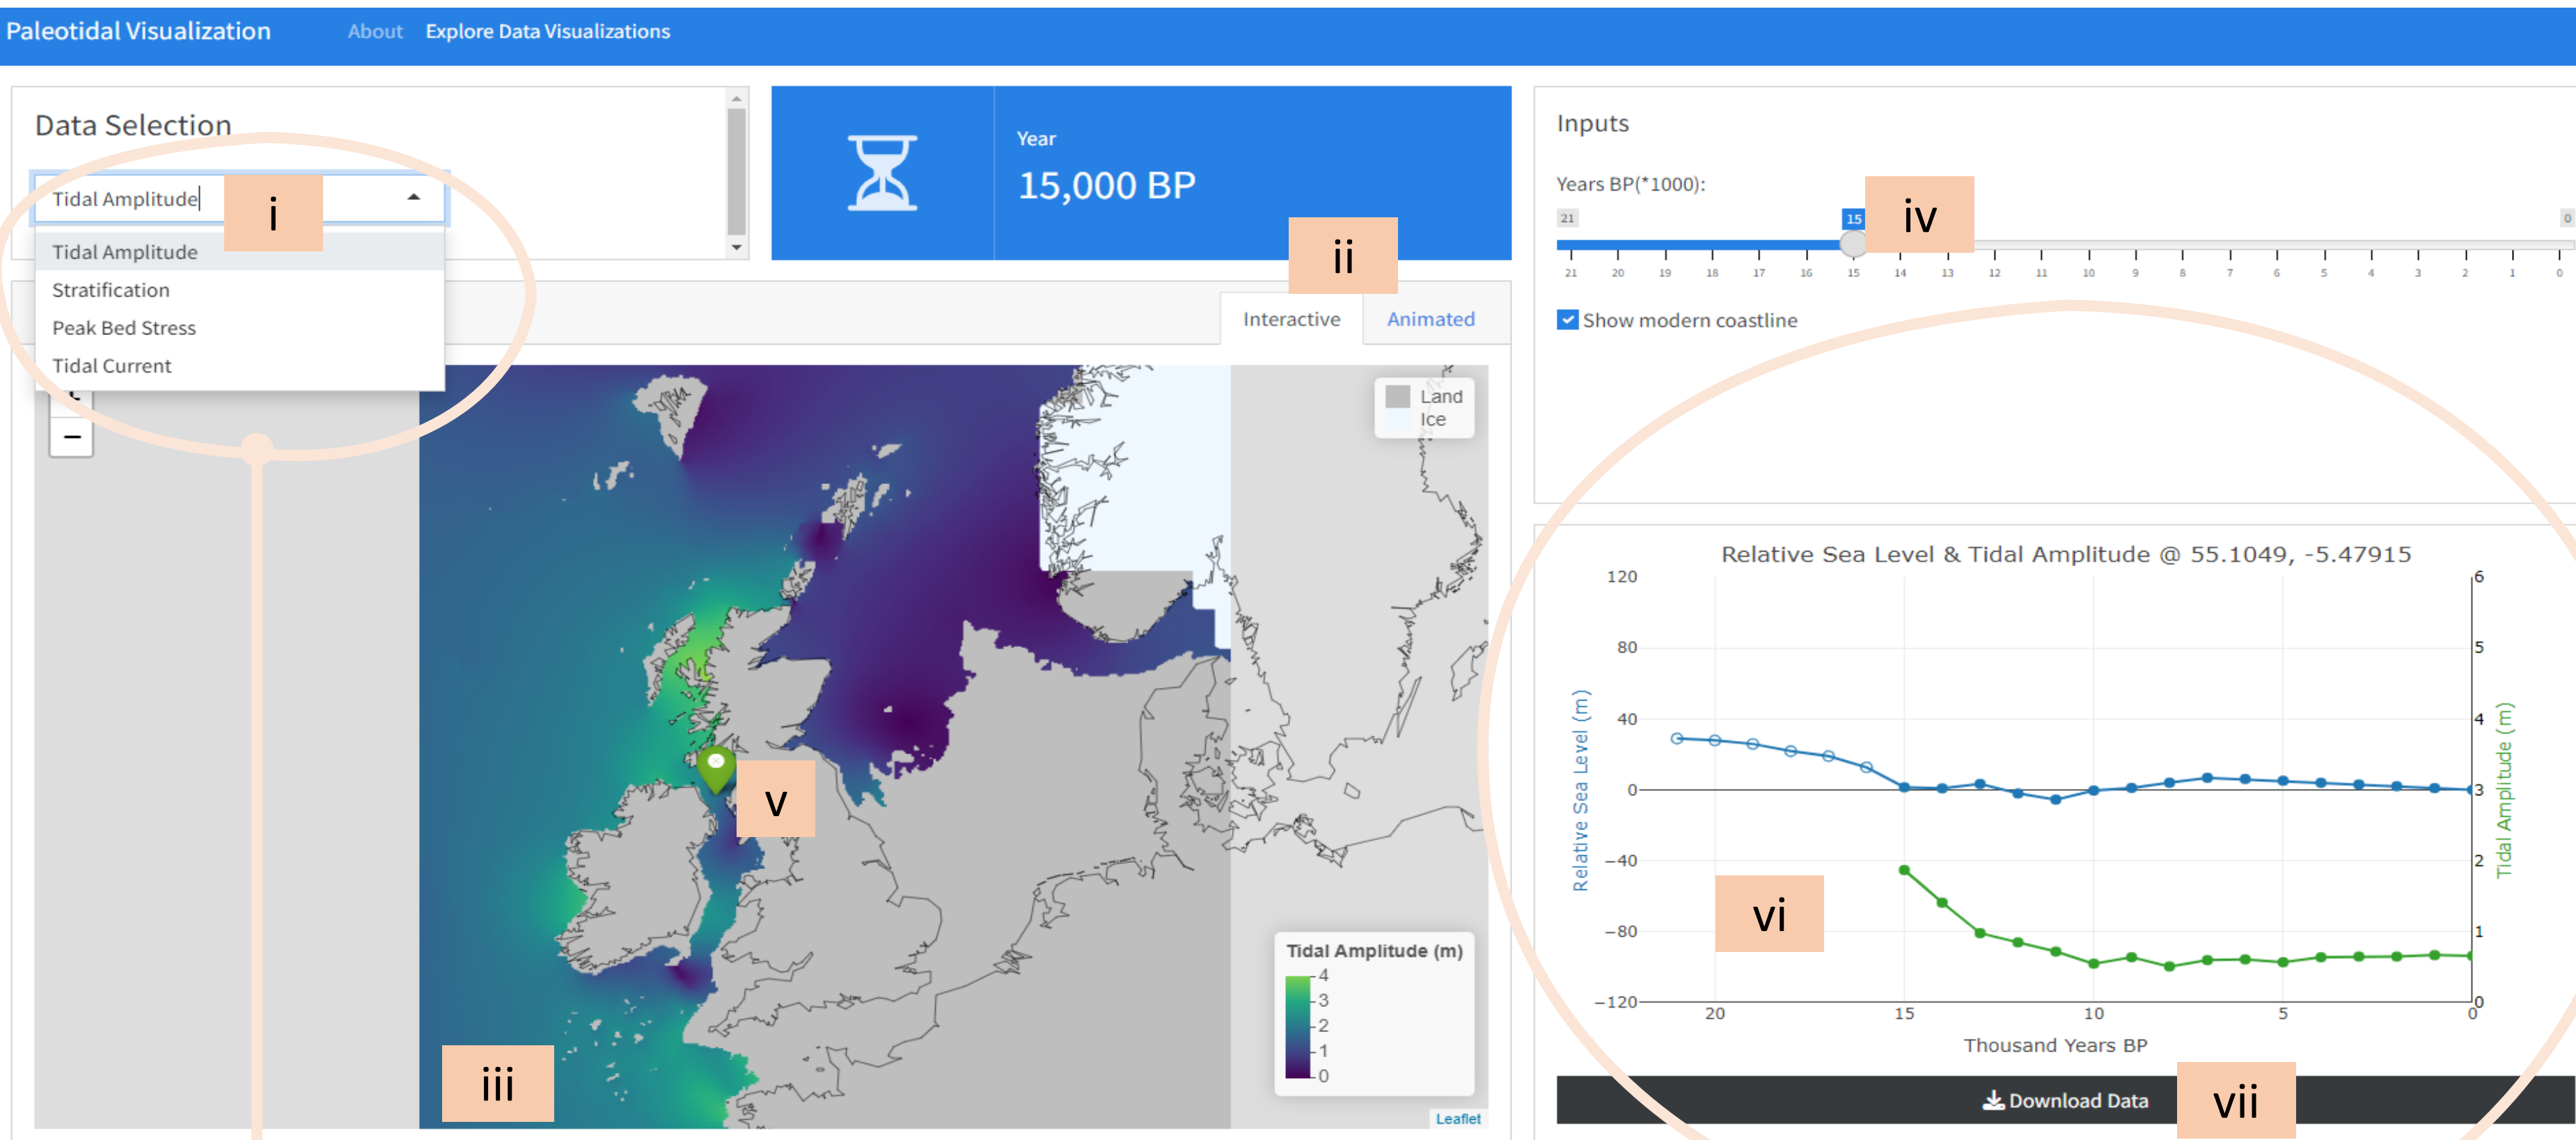 Paleotidal Visualization About Explore Data Visualizations
Data Selection
Tidal Amplitude
i
Tidal Amplitude
Stratification
Peak Bed Stress
Tidal Current
−
Year
15,000 BP
ii
Interactive Animated
Land
Ice
v
iii
Tidal Amplitude (m)
4
3
2
1
0
Leaflet
Inputs
Years BP(*1000):
21 15 0
iv
21 20 19 18 17 16 15 14 13 12 11 10 9 8 7 6 5 4 3 2 1 0
Show modern coastline
Relative Sea Level & Tidal Amplitude @ 55.1049, -5.47915
120
80
40
0
−40
−80
−120
Relative Sea Level (m)
6
5
4
3
2
1
0
Tidal Amplitude (m)
vi
20 15 10 5 0
Thousand Years BP
Download Data
vii